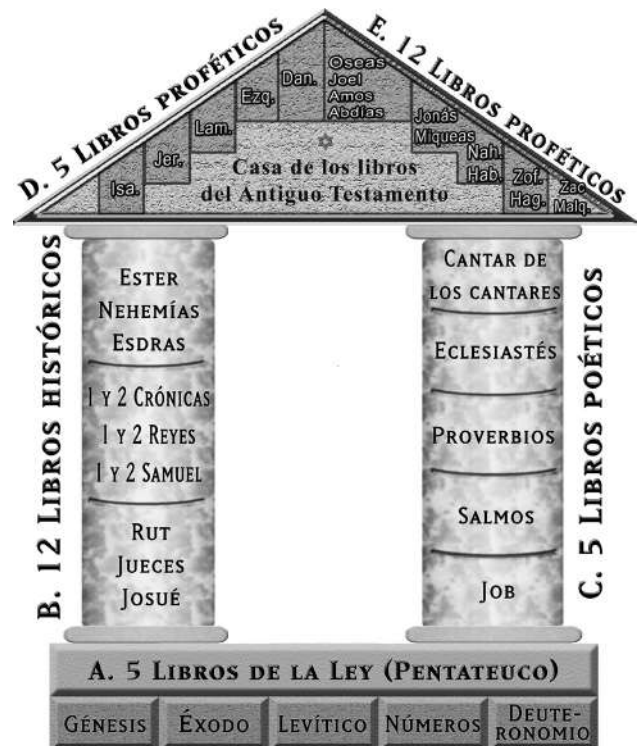 D. 5 LIBROS PROFÉTICOS
E. 12 LIBROS PROFÉTICOS
Isa.
Jer.
Lam.
Ezq.
Dan.
Oseas
Joel
Amos
Abdías
Jonás
Miqueas
Nah.
Hab.
Zof.
Hag.
Zac
Malq.
Casa de los libros
del Antiguo Testamento
B. 12 LIBROS HISTÓRICOS
ESTER
NEHEMÍAS
ESDRAS
1 Y 2 CRÓNICAS
1 Y 2 REYES
1 Y 2 SAMUEL
RUT
JUECES
JOSUÉ
CANTAR DE
LOS CANTARES
ECLESIASTÉS
PROVERBIOS
SALMOS
JOB
C. 5 LIBROS POÉTICOS
A. 5 LIBROS DE LA LEY (PENTATEUCO)
GÉNESIS
ÉXODO
LEVÍTICO
NÚMEROS
DEUTE-
RONOMIO